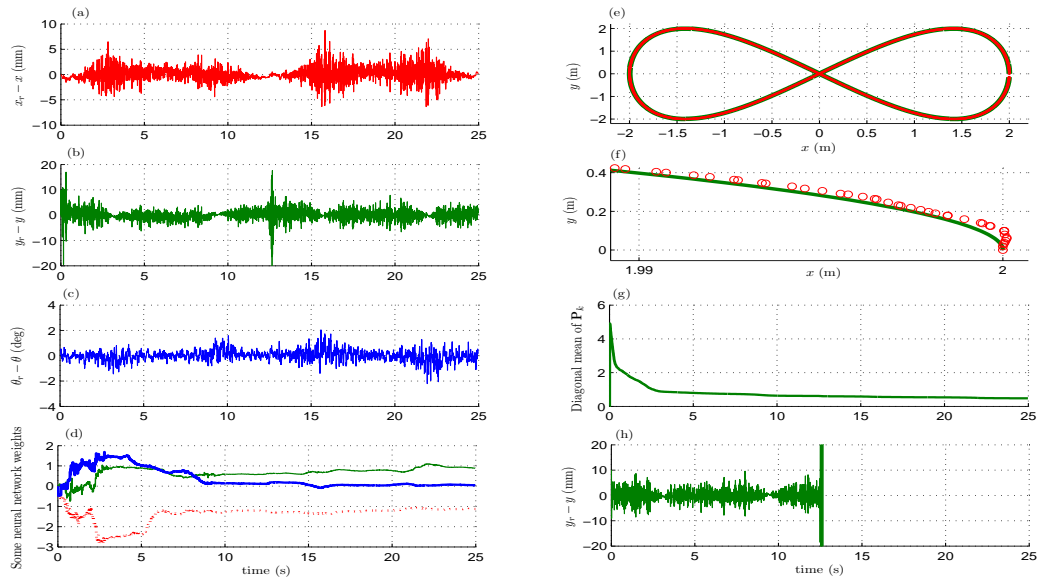 (a)
x_r − x (mm)
10
5
0
−5
−10
0 5 10 15 20 25
(b)
y_r − y (mm)
20
10
0
−10
−20
0 5 10 15 20 25
(c)
θ_r − θ (deg)
4
2
0
−2
−4
0 5 10 15 20 25
(d)
Some neural network weights
2
1
0
−1
−2
−3
0 5 10 15 20 25
time (s)
(e)
y (m)
2
1
0
−1
−2
−2 −1.5 −1 −0.5 0 0.5 1 1.5 2
x (m)
(f)
y (m)
0.4
0.2
0
1.99 2
x (m)
(g)
Diagonal mean of P_k
6
4
2
0
0 5 10 15 20 25
(h)
y_r − y (mm)
20
10
0
−10
−20
0 5 10 15 20 25
time (s)